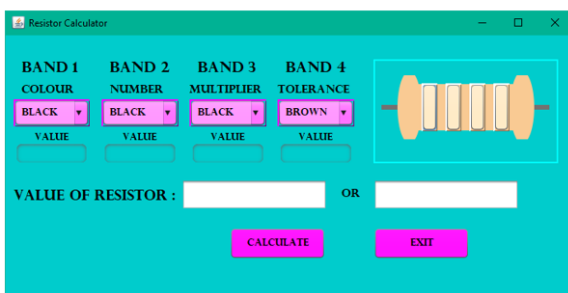 Resistor Calculator
BAND 1 BAND 2 BAND 3 BAND 4
COLOUR NUMBER MULTIPLIER TOLERANCE
BLACK BLACK BLACK BROWN
VALUE VALUE VALUE VALUE
VALUE OF RESISTOR : OR
CALCULATE EXIT